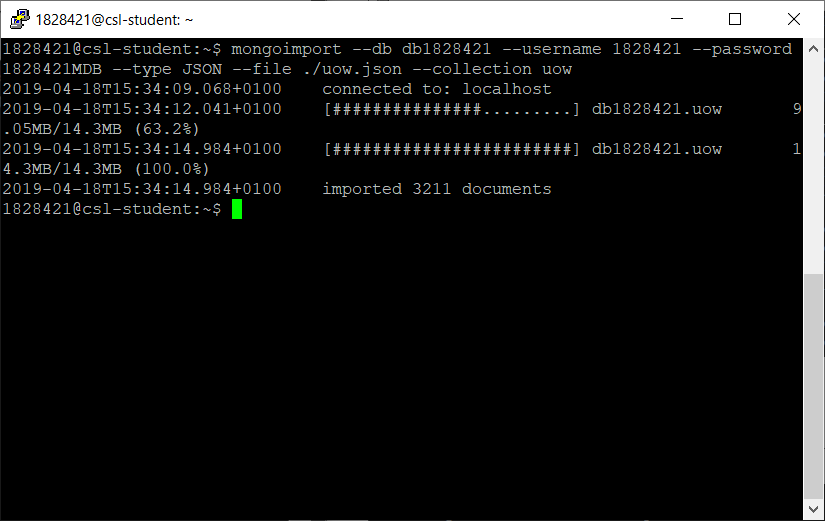 1828421@csl-student: ~
1828421@csl-student:~$ mongoimport --db db1828421 --username 1828421 --password
1828421MDB --type JSON --file ./uow.json --collection uow
2019-04-18T15:34:09.068+0100    connected to: localhost
2019-04-18T15:34:12.041+0100    [###############.........] db1828421.uow       9
.05MB/14.3MB (63.2%)
2019-04-18T15:34:14.984+0100    [########################] db1828421.uow       1
4.3MB/14.3MB (100.0%)
2019-04-18T15:34:14.984+0100    imported 3211 documents
1828421@csl-student:~$